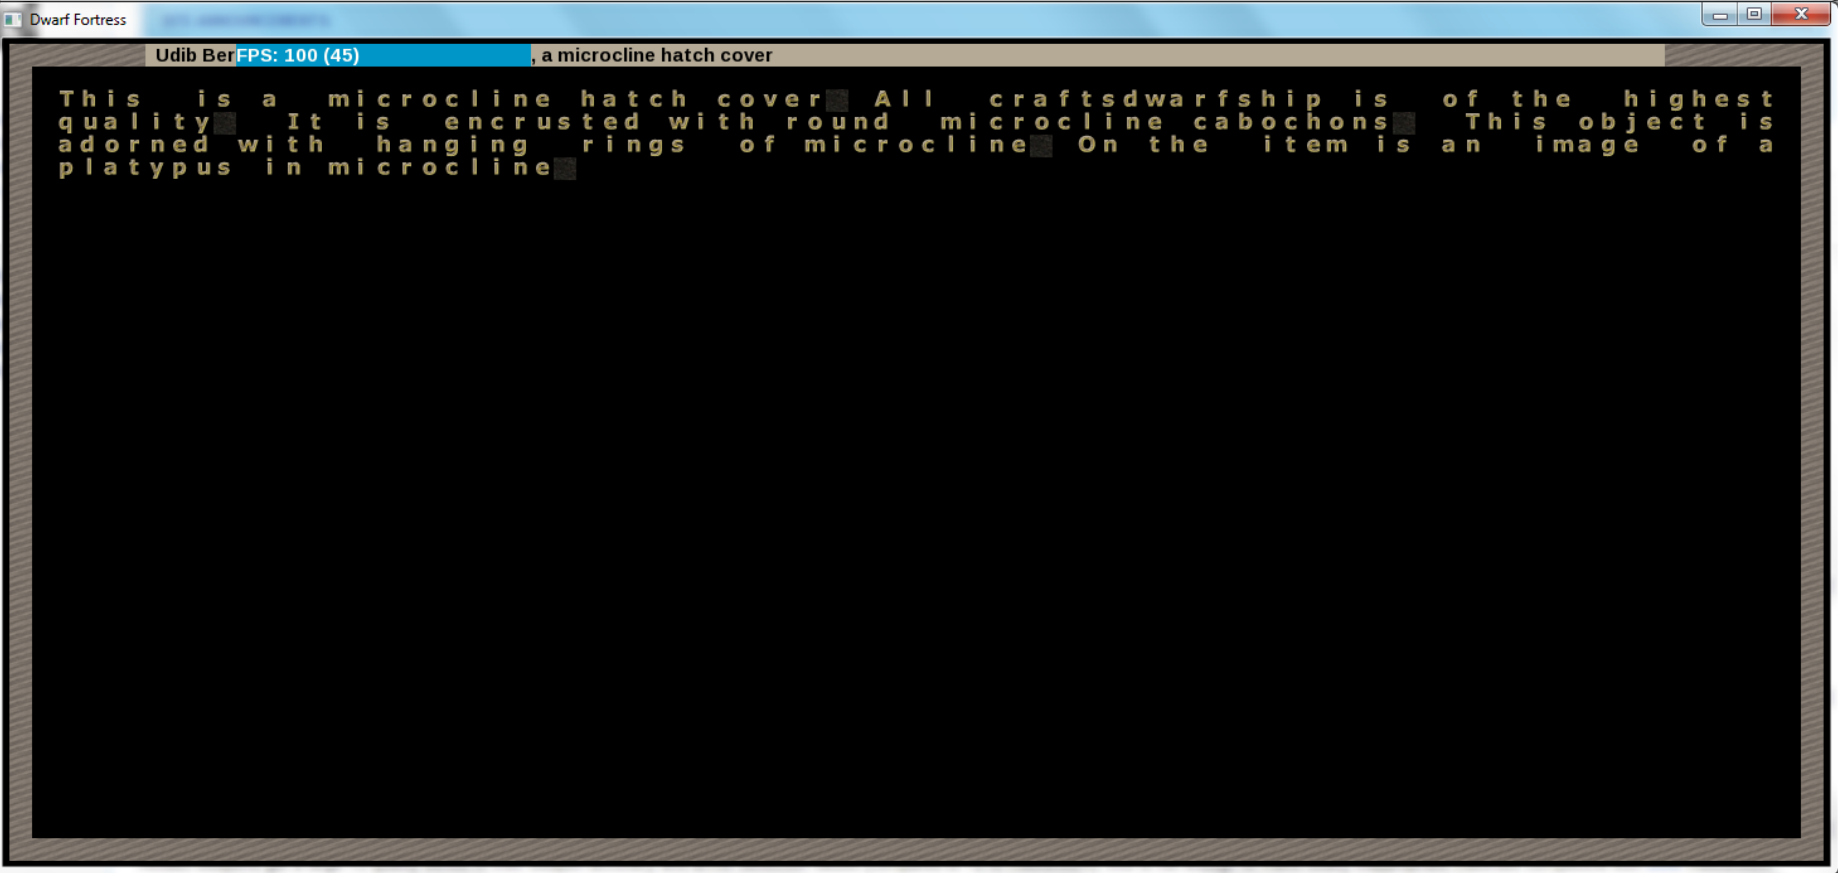 Dwarf Fortress
Udib Ber FPS: 100 (45) , a microcline hatch cover
This is a microcline hatch cover All craftsdwarfship is of the highest
quality It is encrusted with round microcline cabochons This object is
adorned with hanging rings of microcline On the item is an image of a
platypus in microcline